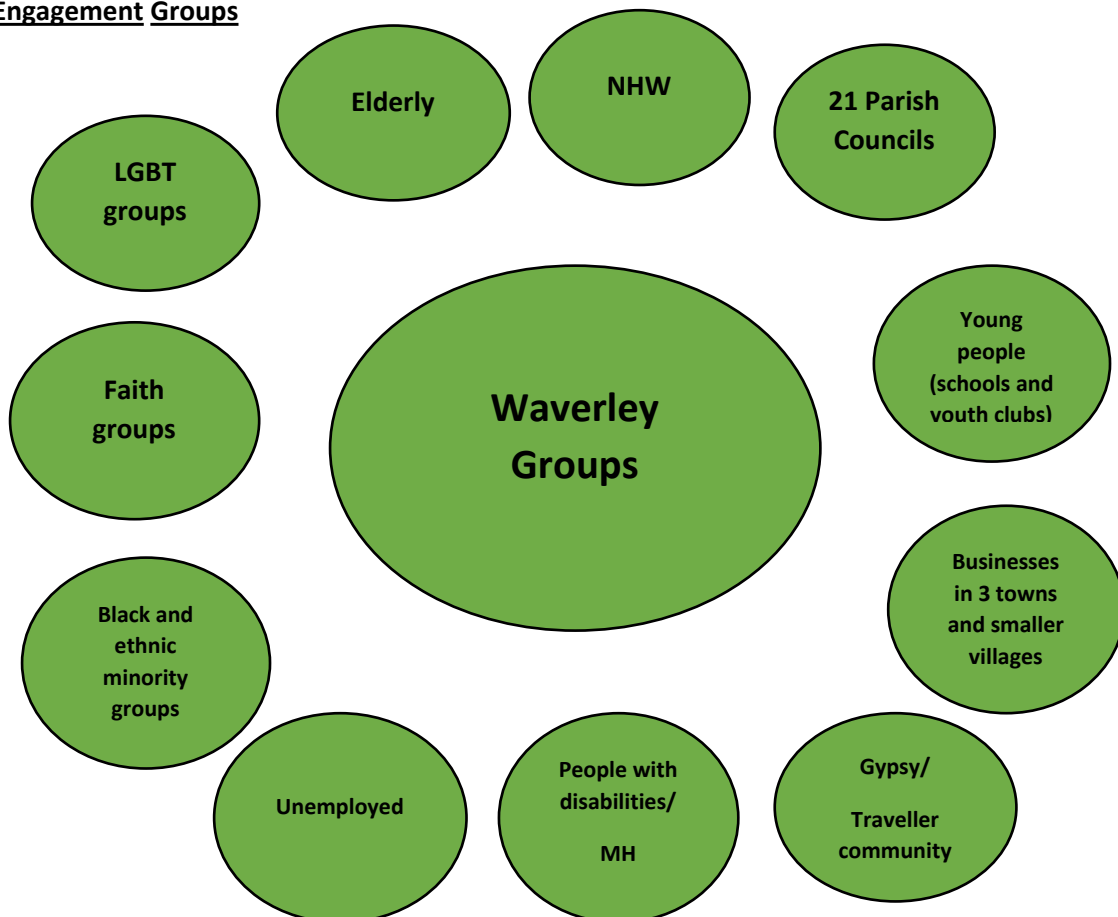 Engagement Groups
Elderly
NHW
21 Parish
Councils
LGBT
groups
Young
people
(schools and
youth clubs)
Faith
groups
Waverley
Groups
Businesses
in 3 towns
and smaller
villages
Black and
ethnic
minority
groups
Unemployed
People with
disabilities/
MH
Gypsy/
Traveller
community